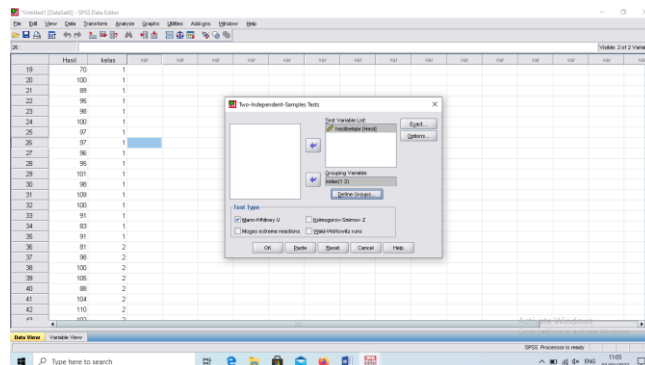 *Untitled1 [DataSet0] - SPSS Data Editor
File Edit View Data Transform Analyze Graphs Utilities Add-ons Window Help
26 :
Visible: 2 of 2 Variat
Hasil kelas var var var var var var var var var var var var var var
19 70 1
20 100 1
21 89 1
22 96 1
23 98 1
24 100 1
25 97 1
26 97 1
27 96 1
28 95 1
29 101 1
30 98 1
31 109 1
32 100 1
33 91 1
34 83 1
35 91 1
36 81 2
37 98 2
38 100 2
39 106 2
40 88 2
41 104 2
42 110 2
Two-Independent-Samples Tests
Test Variable List:
hasilbelajar [Hasil]
Exact...
Options...
Grouping Variable:
kelas(1 2)
Define Groups...
Test Type
Mann-Whitney U Kolmogorov-Smirnov Z
Moses extreme reactions Wald-Wolfowitz runs
OK Paste Reset Cancel Help
Activate Windows
Data View Variable View
SPSS Processor is ready
Type here to search
ENG 11:05